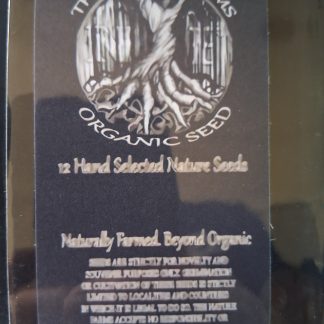 ORGANIC SEED
12 Hand Selected Nature Seeds
Naturally Farmed. Beyond Organic
SEEDS ARE STRICTLY FOR NOVELTY AND
SOUVENIR PURPOSES ONLY. GERMINATION
OR CULTIVATION OF THESE SEEDS IS STRICTLY
LIMITED TO LOCALITIES AND COUNTRIES
IN WHICH IT IS LEGAL TO DO SO. THE NATURE
FARMS ACCEPTS NO RESPONSIBILITY OR